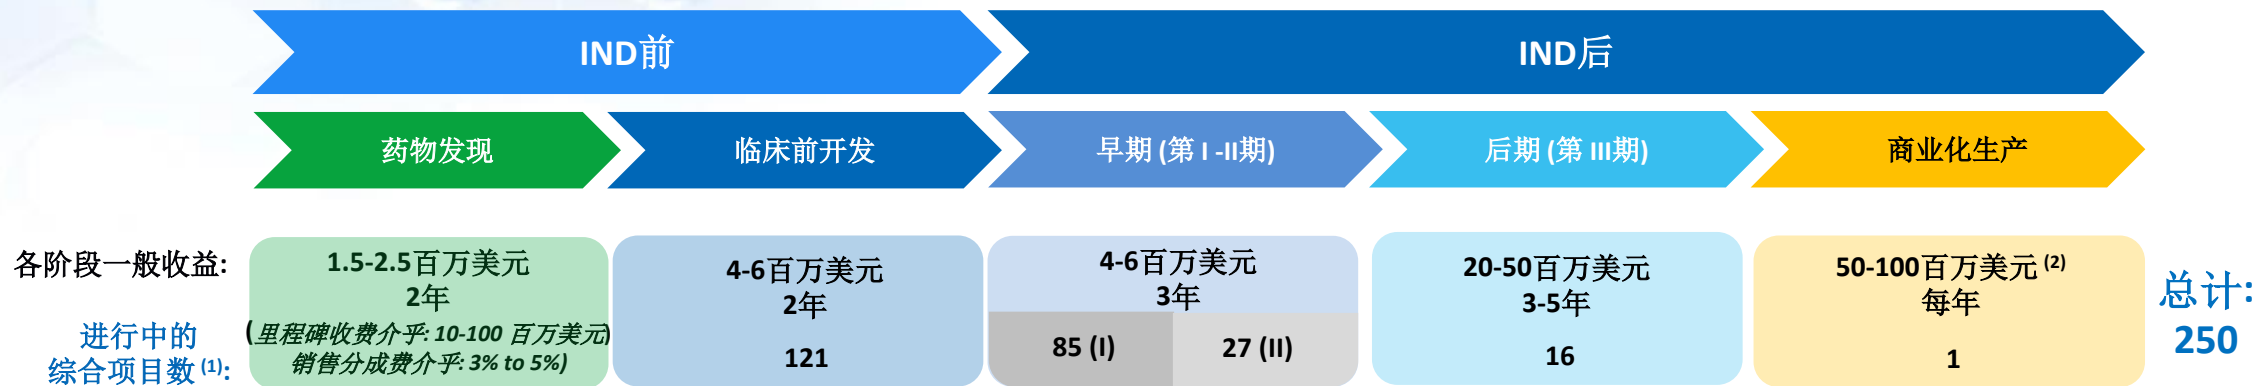 IND前
IND后
药物发现
临床前开发
早期 (第 I -II期)
后期 (第 III期)
商业化生产
各阶段一般收益:
1.5-2.5百万美元
2年
(里程碑收费介乎: 10-100 百万美元)
销售分成费介乎: 3% to 5%)
4-6百万美元
2年
4-6百万美元
3年
20-50百万美元
3-5年
50-100百万美元 (2)
每年
进行中的
综合项目数 (1):
121
85 (I)
27 (II)
16
1
总计:
250